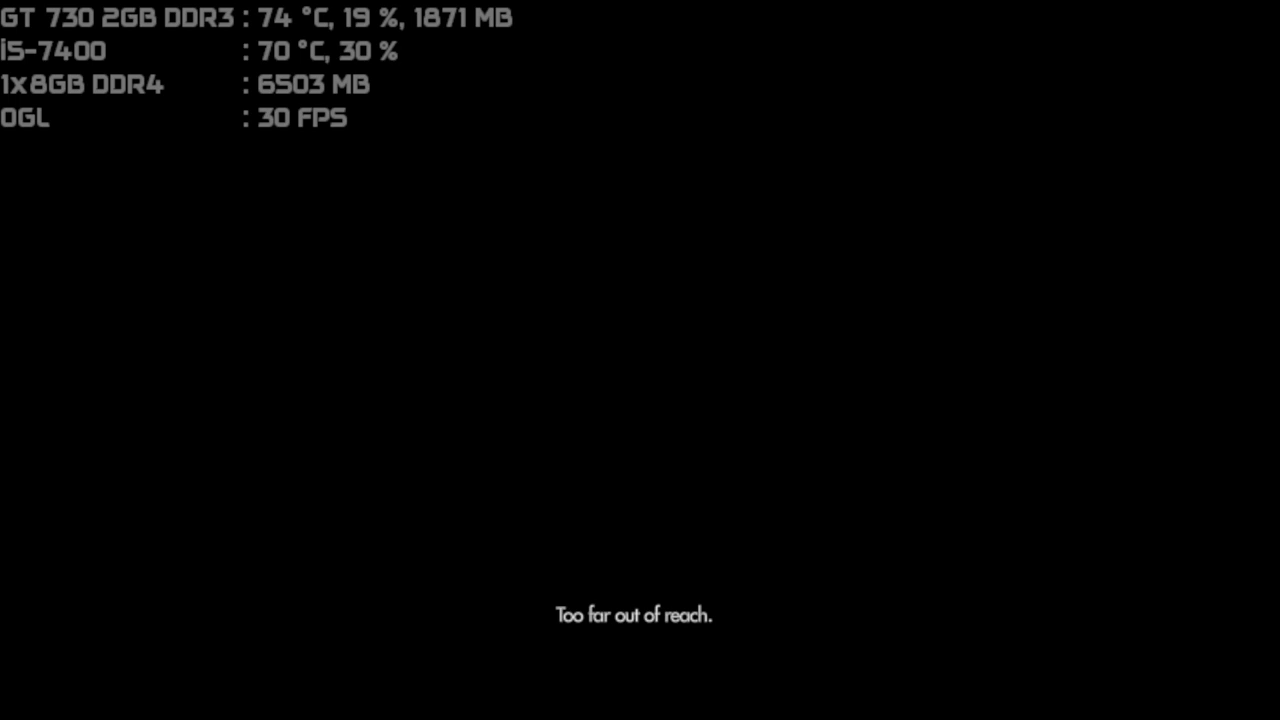 GT 730 2GB DDR3 : 74 °C, 19 %, 1871 MB
i5-7400 : 70 °C, 30 %
1x8GB DDR4 : 6503 MB
OGL : 30 FPS
Too far out of reach.